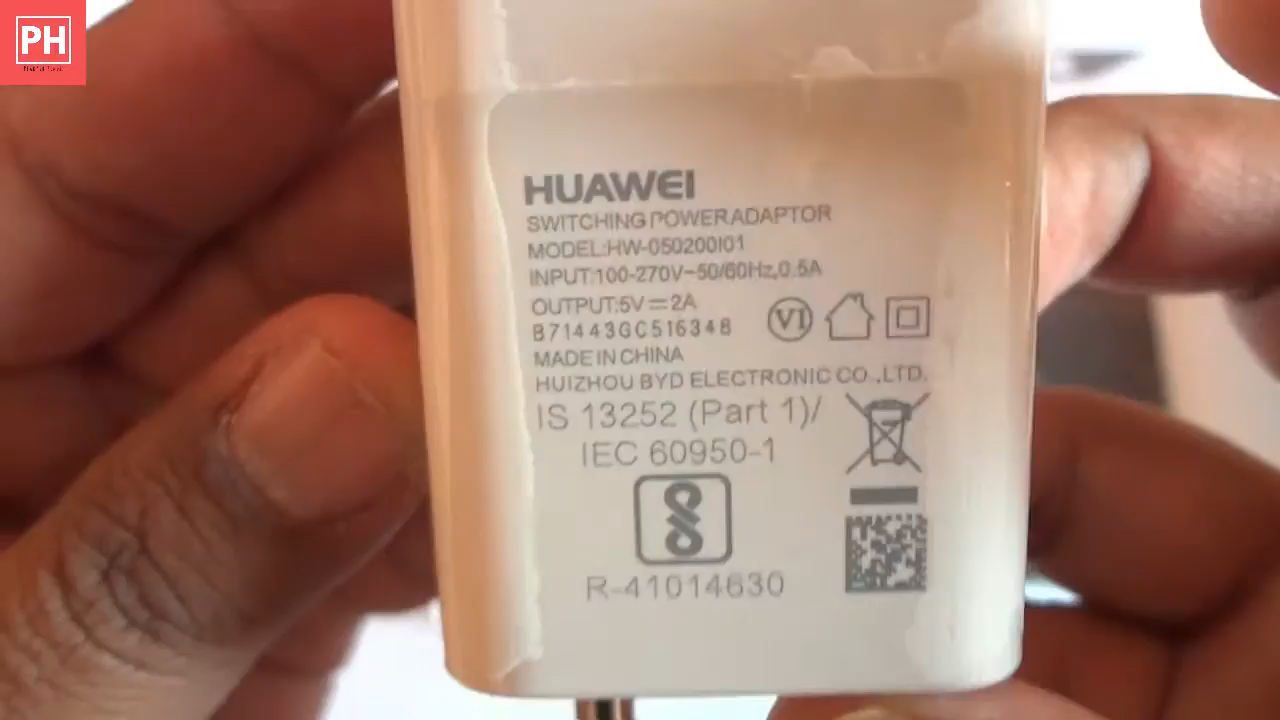 PH
HUAWEI
SWITCHING POWER ADAPTOR
MODEL:HW-050200I01
INPUT:100-270V~50/60Hz,0.5A
OUTPUT:5V⎓2A
B71443GC516348
VI
MADE IN CHINA
HUIZHOU BYD ELECTRONIC CO.,LTD.
IS 13252 (Part 1)/
IEC 60950-1
R-41014630